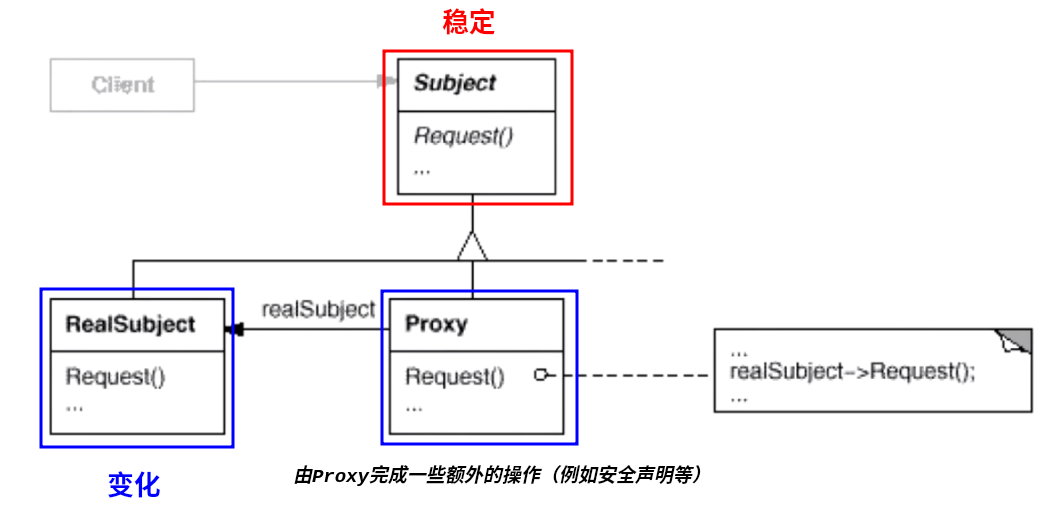 稳定
Client
Subject
Request()
...
realSubject
RealSubject
Request()
...
Proxy
Request()
...
...
realSubject->Request();
...
变化
由Proxy完成一些额外的操作（例如安全声明等）